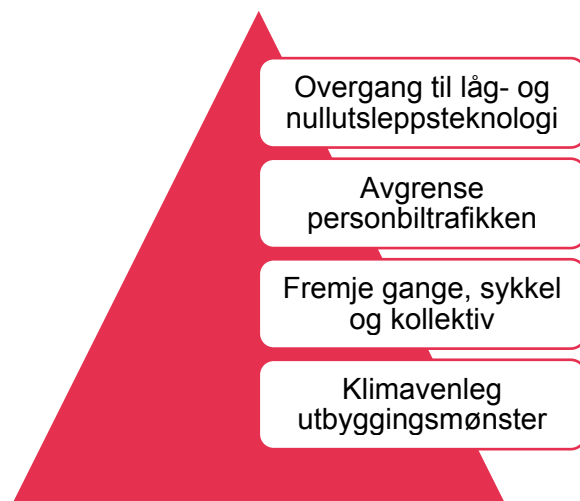 Overgang til låg- og
nullutsleppsteknologi
Avgrense
personbiltrafikken
Fremje gange, sykkel
og kollektiv
Klimavenleg
utbyggingsmønster